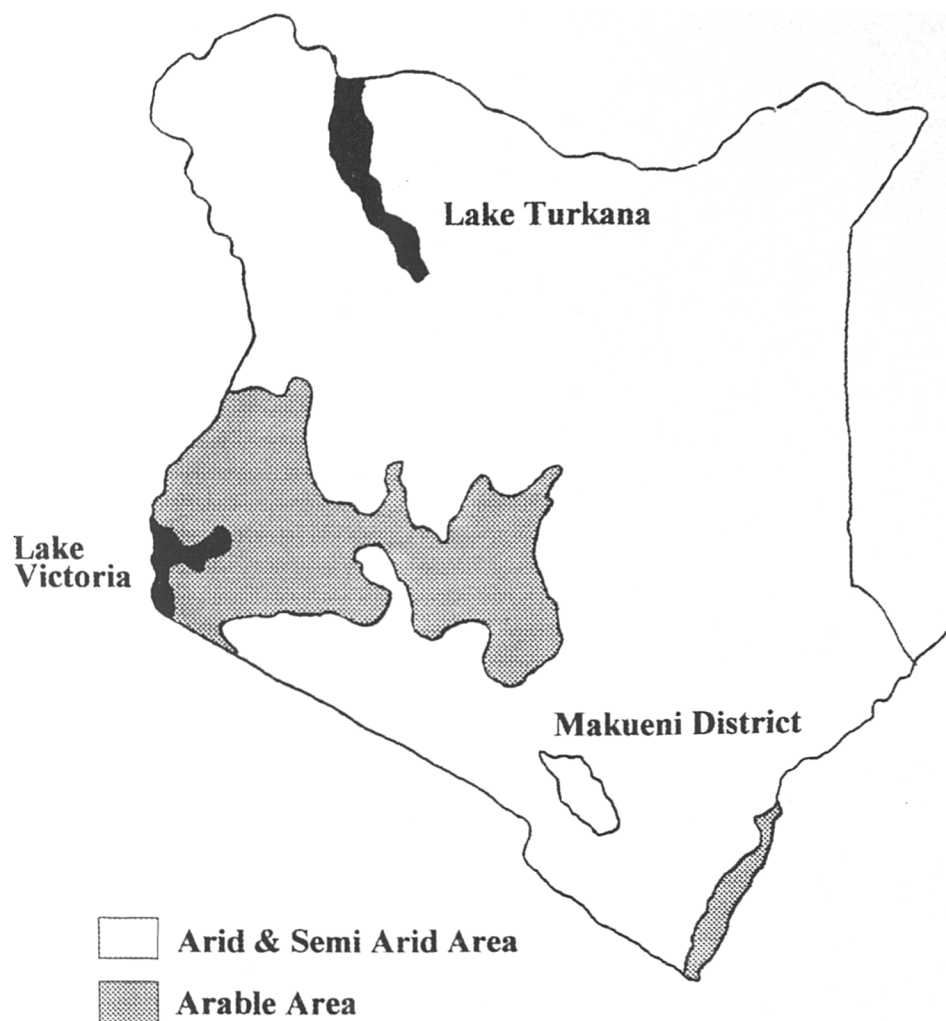 Lake Turkana
Lake
Victoria
Makueni District
Arid & Semi Arid Area
Arable Area